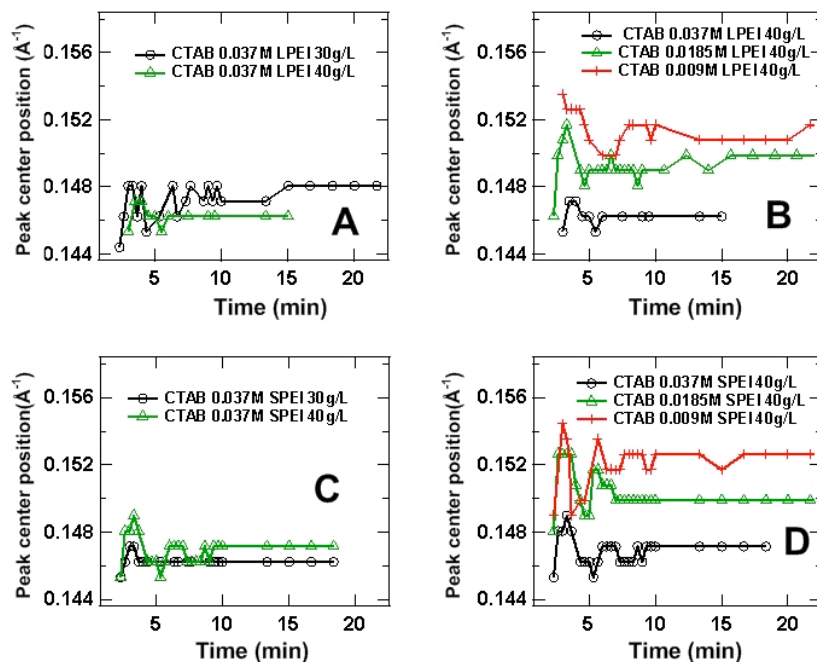 0.156
0.152
0.148
0.144
Peak center position (Å⁻¹)
CTAB 0.037M LPEI 30g/L
CTAB 0.037M LPEI 40g/L
A
5 10 15 20
Time (min)
0.156
0.152
0.148
0.144
Peak center position (Å⁻¹)
CTAB 0.037M LPEI 40g/L
CTAB 0.0185M LPEI 40g/L
CTAB 0.009M LPEI 40g/L
B
5 10 15 20
Time (min)
0.156
0.152
0.148
0.144
Peak center position(Å⁻¹)
CTAB 0.037M SPEI 30g/L
CTAB 0.037M SPEI 40g/L
C
5 10 15 20
Time (min)
0.156
0.152
0.148
0.144
Peak center position(Å⁻¹)
CTAB 0.037M SPEI 40g/L
CTAB 0.0185M SPEI 40g/L
CTAB 0.009M SPEI 40g/L
D
5 10 15 20
Time (min)